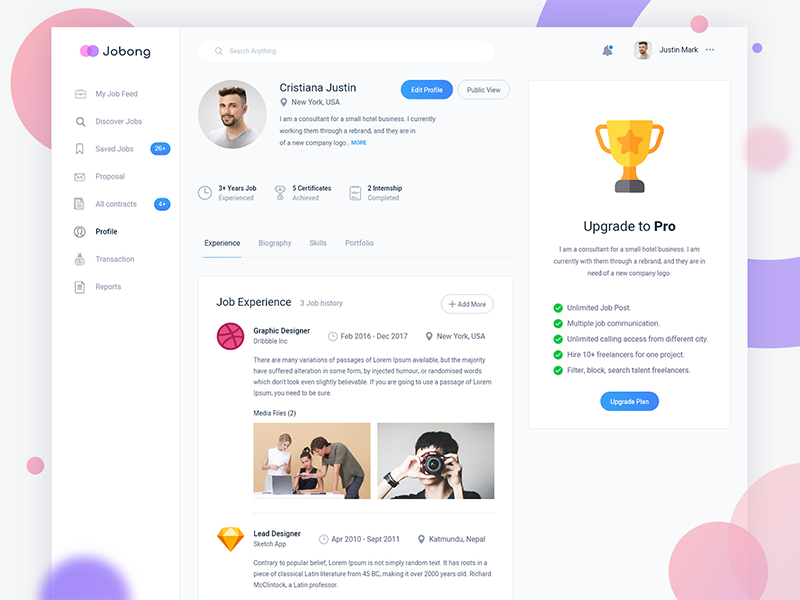 Jobong
Search Anything
Justin Mark
My Job Feed
Discover Jobs
Saved Jobs 26+
Proposal
All contracts 4+
Profile
Transaction
Reports
Cristiana Justin
New York, USA
Edit Profile
Public View
I am a consultant for a small hotel business. I currently
working them through a rebrand, and they are in
of a new company logo.. MORE
3+ Years Job
Experienced
5 Certificates
Achieved
2 Internship
Completed
Experience Biography Skills Portfolio
Job Experience 3 Job history
Add More
Graphic Designer
Dribbble Inc
Feb 2016 - Dec 2017
New York, USA
There are many variations of passages of Lorem Ipsum available, but the majority
have suffered alteration in some form, by injected humour, or randomised words
which don't look even slightly believable. If you are going to use a passage of Lorem
Ipsum, you need to be sure.
Media Files (2)
Lead Designer
Sketch App
Apr 2010 - Sept 2011
Katmundu, Nepal
Contrary to popular belief, Lorem Ipsum is not simply random text. It has roots in a
piece of classical Latin literature from 45 BC, making it over 2000 years old. Richard
McClintock, a Latin professor.
Upgrade to Pro
I am a consultant for a small hotel business. I am
currently with them through a rebrand, and they are in
need of a new company logo.
Unlimited Job Post.
Multiple job communication.
Unlimited calling access from different city.
Hire 10+ freelancers for one project.
Filter, block, search talent freelancers.
Upgrade Plan